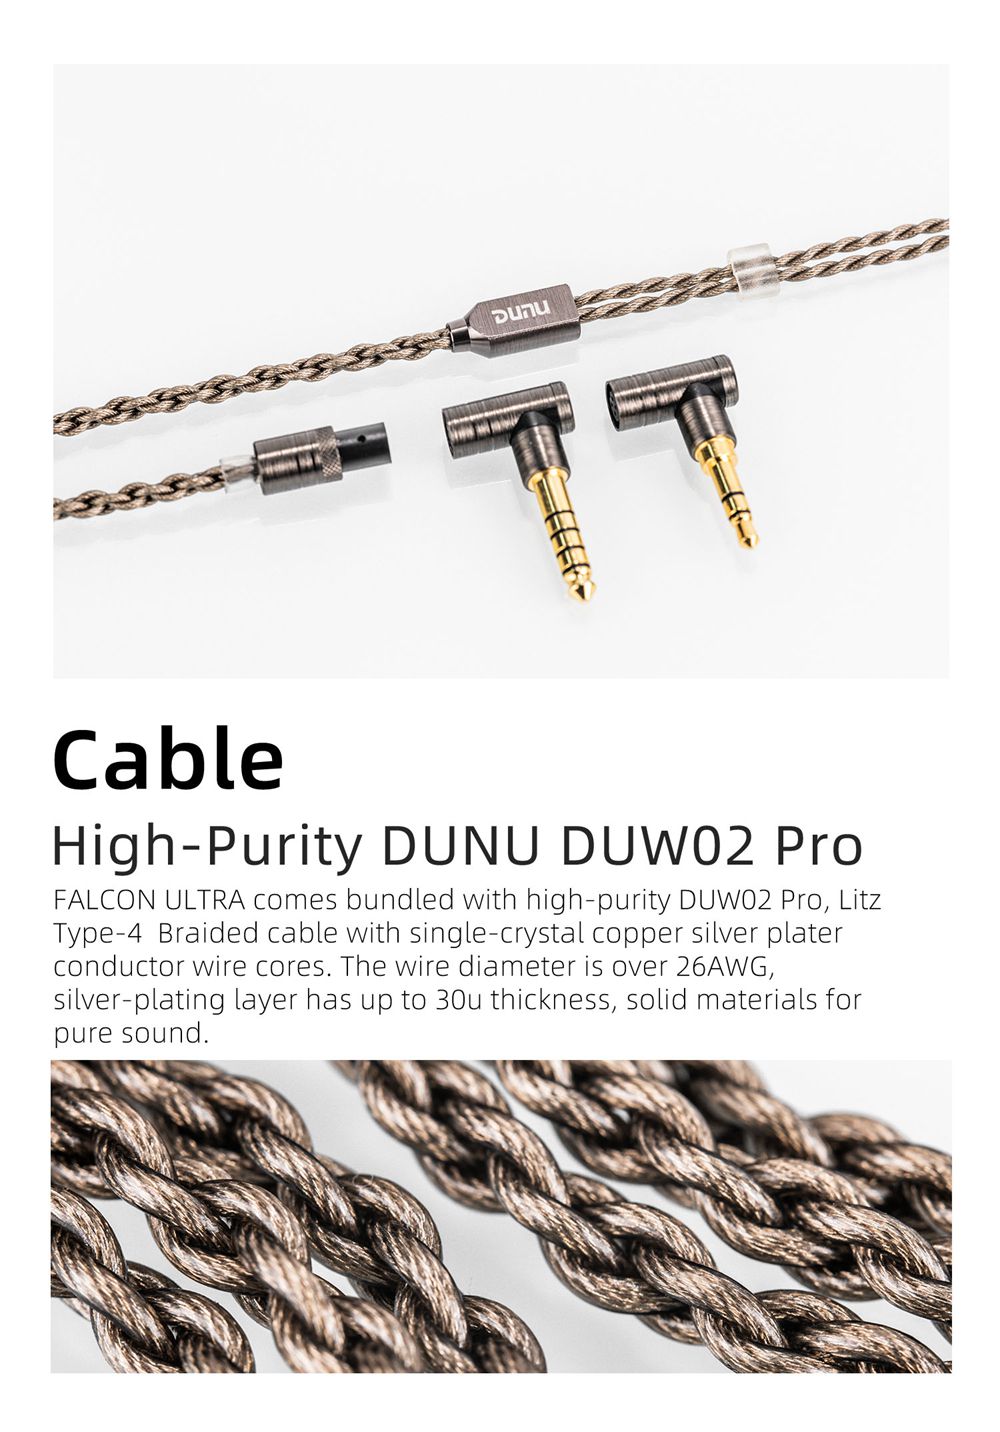 DUNU
Cable
High-Purity DUNU DUW02 Pro
FALCON ULTRA comes bundled with high-purity DUW02 Pro, Litz
Type-4  Braided cable with single-crystal copper silver plater
conductor wire cores. The wire diameter is over 26AWG,
silver-plating layer has up to 30u thickness, solid materials for
pure sound.